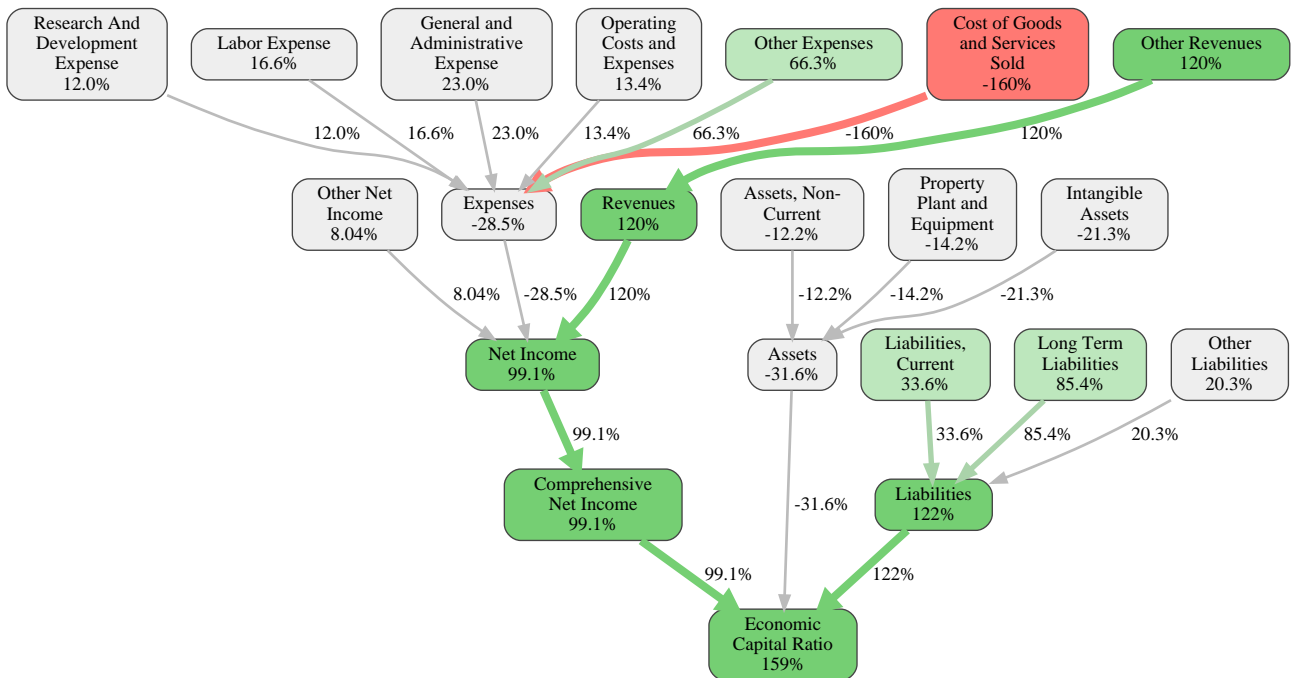 Research And
Development
Expense
12.0%
Labor Expense
16.6%
General and
Administrative
Expense
23.0%
Operating
Costs and
Expenses
13.4%
Other Expenses
66.3%
Cost of Goods
and Services
Sold
-160%
Other Revenues
120%
12.0%
16.6%
23.0%
13.4%
66.3%
-160%
120%
Other Net
Income
8.04%
Expenses
-28.5%
Revenues
120%
Assets, Non-
Current
-12.2%
Property
Plant and
Equipment
-14.2%
Intangible
Assets
-21.3%
8.04%
-28.5%
120%
-12.2%
-14.2%
-21.3%
Net Income
99.1%
Assets
-31.6%
Liabilities,
Current
33.6%
Long Term
Liabilities
85.4%
Other
Liabilities
20.3%
99.1%
33.6%
85.4%
20.3%
Comprehensive
Net Income
99.1%
-31.6%
Liabilities
122%
99.1%
122%
Economic
Capital Ratio
159%